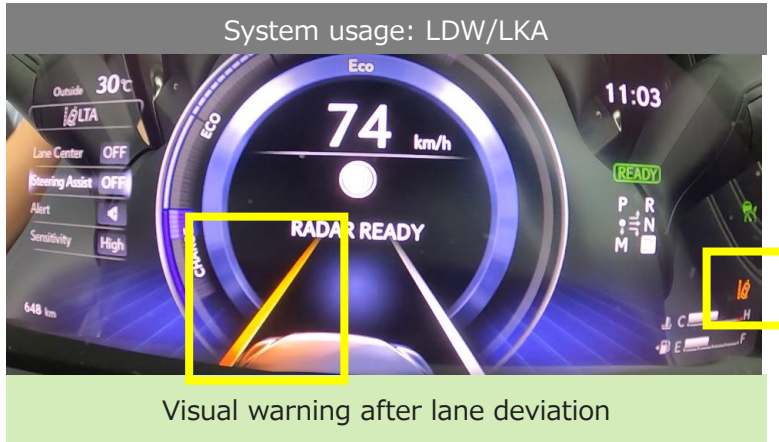 System usage: LDW/LKA
Eco
Outside 30℃
LTA
Lane Center OFF
Steering Assist OFF
Alert
Sensitivity High
648 km
ECO
CHARGE
74 km/h
RADAR READY
11:03
READY
P R
N
M D
C H
E F
Visual warning after lane deviation